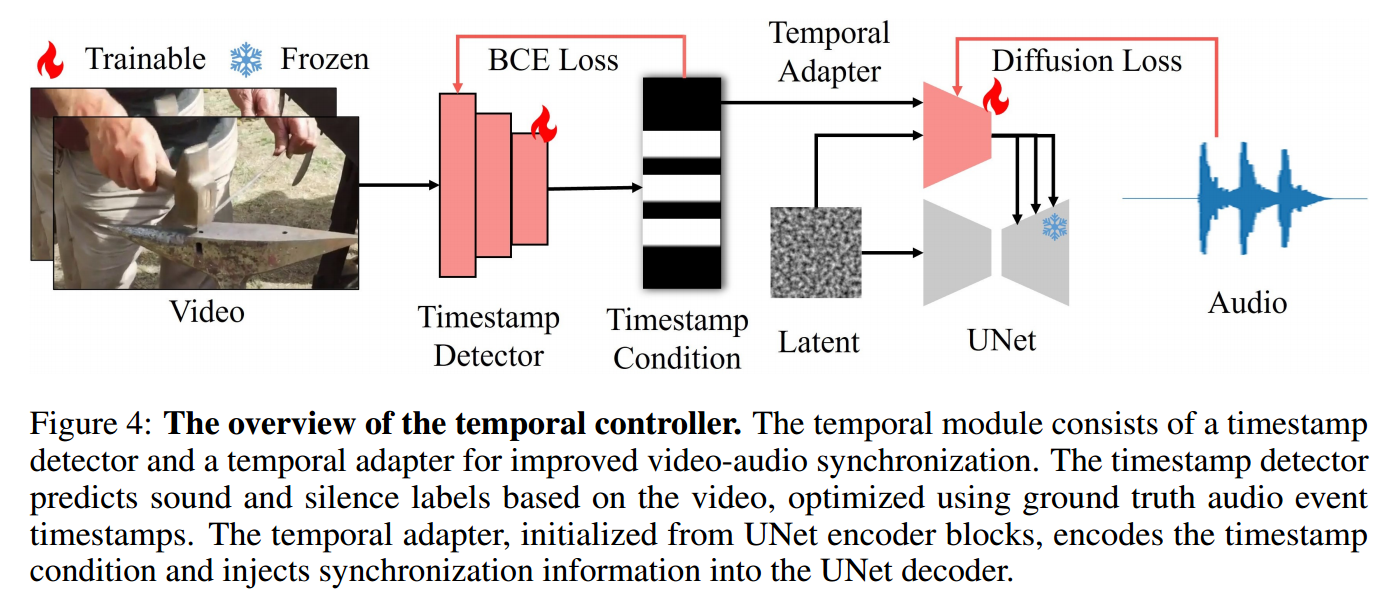 Trainable
Frozen
BCE Loss
Temporal
Adapter
Diffusion Loss
Video
Timestamp
Detector
Timestamp
Condition
Latent
UNet
Audio
Figure 4: The overview of the temporal controller. The temporal module consists of a timestamp
detector and a temporal adapter for improved video-audio synchronization. The timestamp detector
predicts sound and silence labels based on the video, optimized using ground truth audio event
timestamps. The temporal adapter, initialized from UNet encoder blocks, encodes the timestamp
condition and injects synchronization information into the UNet decoder.